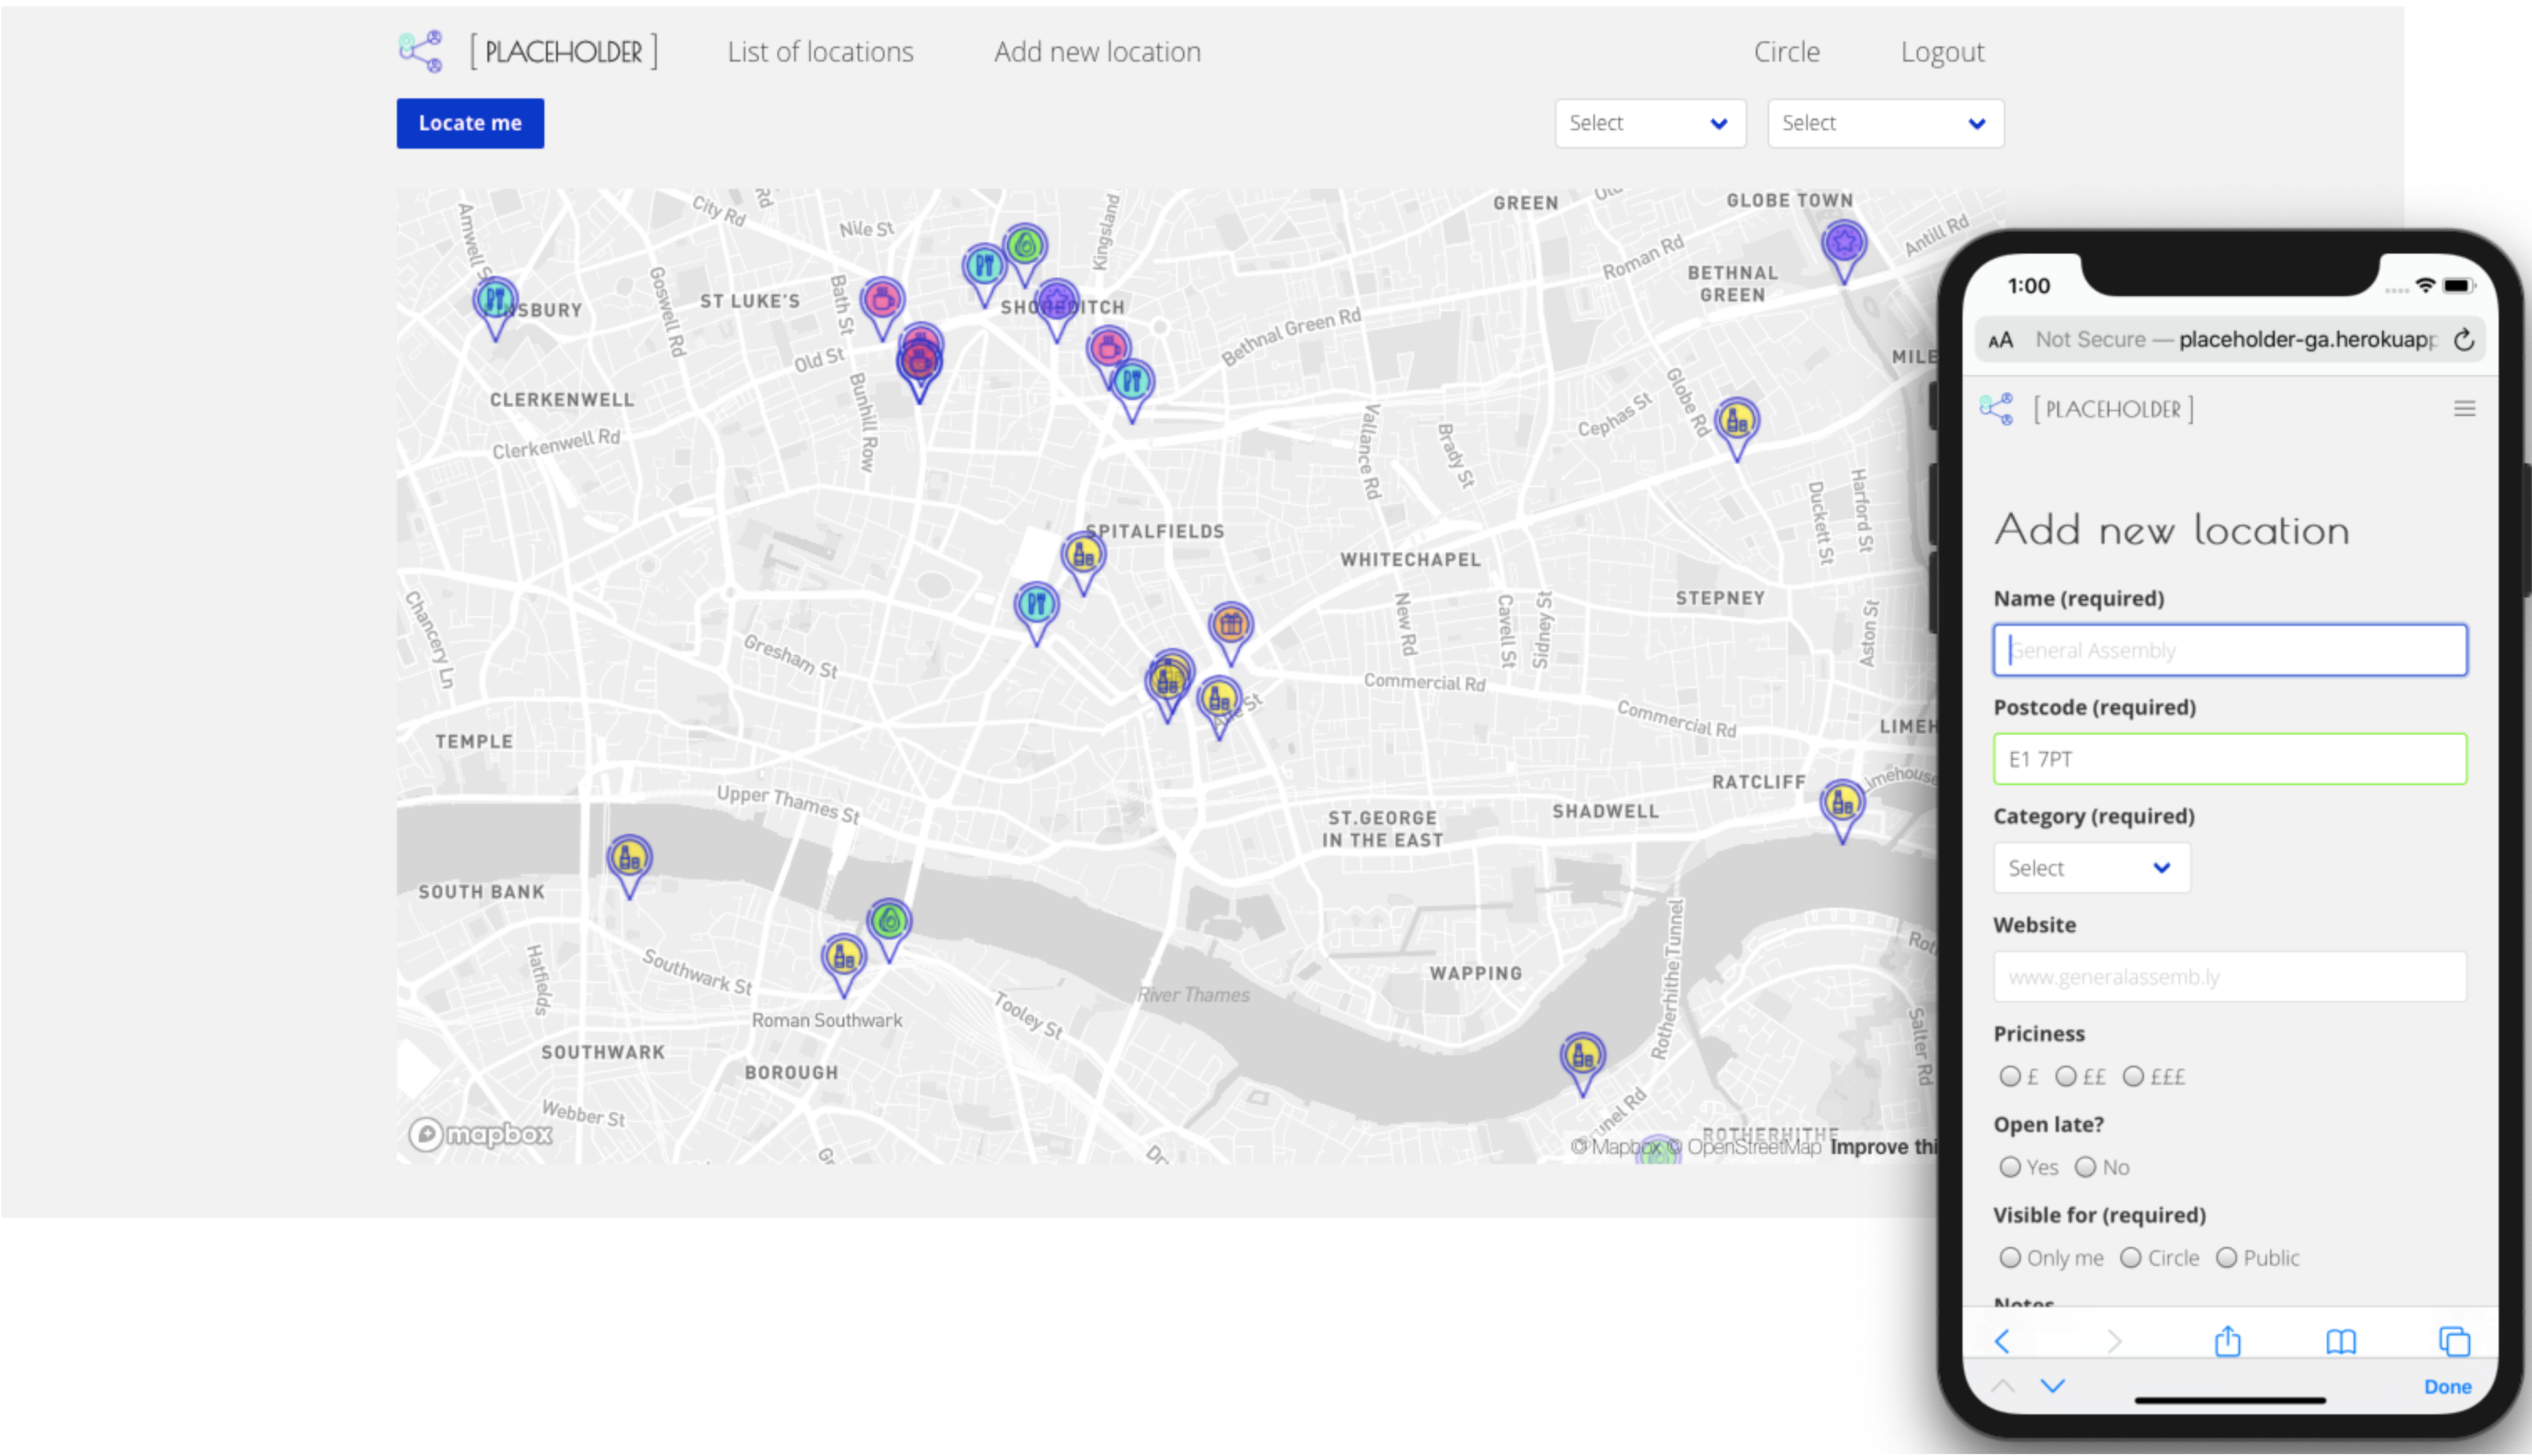 [ PLACEHOLDER ]
List of locations
Add new location
Circle
Logout
Locate me
Select
Select
City Rd
Nile St
Kingsland
GREEN
GLOBE TOWN
Antill Rd
Roman Rd
BETHNAL
GREEN
Amwell S
NSBURY
Goswell Rd
ST LUKE'S
Bath St
SHOREDITCH
Bethnal Green Rd
Old St
MILE
CLERKENWELL
Clerkenwell Rd
Bunhill Row
Vallance Rd
Brady St
Cephas St
Globe Rd
Harford St
Duckett St
SPITALFIELDS
WHITECHAPEL
STEPNEY
Chancery Ln
New Rd
Cavell St
Sidney St
Aston St
Gresham St
Commercial Rd
Commercial Rd
LIMEH
TEMPLE
RATCLIFF
Limehouse
Upper Thames St
ST.GEORGE
IN THE EAST
SHADWELL
SOUTH BANK
Hatfields
Southwark St
River Thames
WAPPING
Rotherhithe Tunnel
Rot
Salter Rd
Roman Southwark
Tooley St
SOUTHWARK
BOROUGH
Webber St
mapbox
ROTHERHITHE
© Mapbox © OpenStreetMap Improve thi
1:00
AA Not Secure — placeholder-ga.herokuapp
[ PLACEHOLDER ]
Add new location
Name (required)
General Assembly
Postcode (required)
E1 7PT
Category (required)
Select
Website
www.generalassemb.ly
Priciness
£ ££ £££
Open late?
Yes No
Visible for (required)
Only me Circle Public
Notes
Done